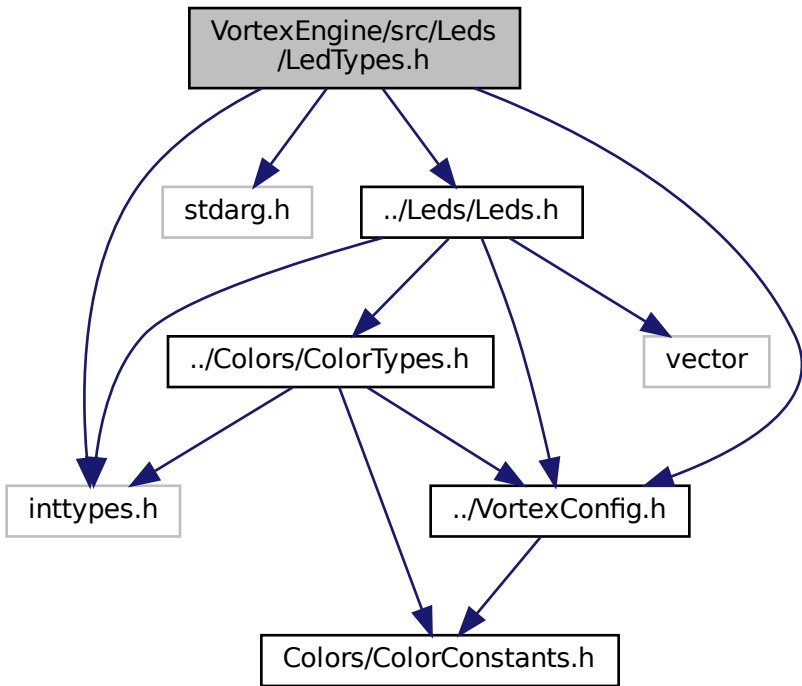 VortexEngine/src/Leds
/LedTypes.h
stdarg.h
../Leds/Leds.h
../Colors/ColorTypes.h
vector
inttypes.h
../VortexConfig.h
Colors/ColorConstants.h